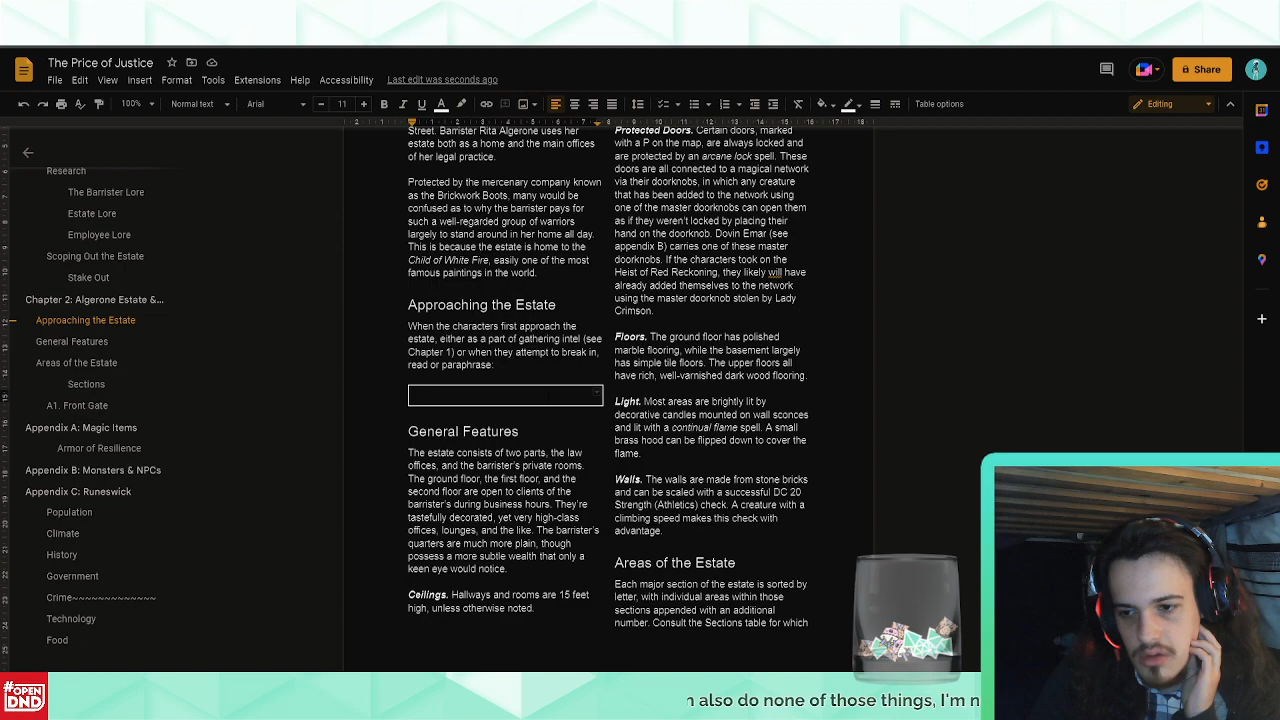 The Price of Justice
File Edit View Insert Format Tools Extensions Help Accessibility Last edit was seconds ago
Share
100% Normal text Arial 11 Table options Editing
Research
The Barrister Lore
Estate Lore
Employee Lore
Scoping Out the Estate
Stake Out
Chapter 2: Algerone Estate &...
Approaching the Estate
General Features
Areas of the Estate
Sections
A1. Front Gate
Appendix A: Magic Items
Armor of Resilience
Appendix B: Monsters & NPCs
Appendix C: Runeswick
Population
Climate
History
Government
Crime~~~~~~~~~~~~~
Technology
Food
Street. Barrister Rita Algerone uses her
estate both as a home and the main offices
of her legal practice.
Protected by the mercenary company known
as the Brickwork Boots, many would be
confused as to why the barrister pays for
such a well-regarded group of warriors
largely to stand around in her home all day.
This is because the estate is home to the
Child of White Fire, easily one of the most
famous paintings in the world.
Approaching the Estate
When the characters first approach the
estate, either as a part of gathering intel (see
Chapter 1) or when they attempt to break in,
read or paraphrase:
General Features
The estate consists of two parts, the law
offices, and the barrister's private rooms.
The ground floor, the first floor, and the
second floor are open to clients of the
barrister's during business hours. They're
tastefully decorated, yet very high-class
offices, lounges, and the like. The barrister's
quarters are much more plain, though
possess a more subtle wealth that only a
keen eye would notice.
Ceilings. Hallways and rooms are 15 feet
high, unless otherwise noted.
Protected Doors. Certain doors, marked
with a P on the map, are always locked and
are protected by an arcane lock spell. These
doors are all connected to a magical network
via their doorknobs, in which any creature
that has been added to the network using
one of the master doorknobs can open them
as if they weren't locked by placing their
hand on the doorknob. Dovin Emar (see
appendix B) carries one of these master
doorknobs. If the characters took on the
Heist of Red Reckoning, they likely will have
already added themselves to the network
using the master doorknob stolen by Lady
Crimson.
Floors. The ground floor has polished
marble flooring, while the basement largely
has simple tile floors. The upper floors all
have rich, well-varnished dark wood flooring.
Light. Most areas are brightly lit by
decorative candles mounted on wall sconces
and lit with a continual flame spell. A small
brass hood can be flipped down to cover the
flame.
Walls. The walls are made from stone bricks
and can be scaled with a successful DC 20
Strength (Athletics) check. A creature with a
climbing speed makes this check with
advantage.
Areas of the Estate
Each major section of the estate is sorted by
letter, with individual areas within those
sections appended with an additional
number. Consult the Sections table for which
#OPEN
DND
also do none of those things, I'm